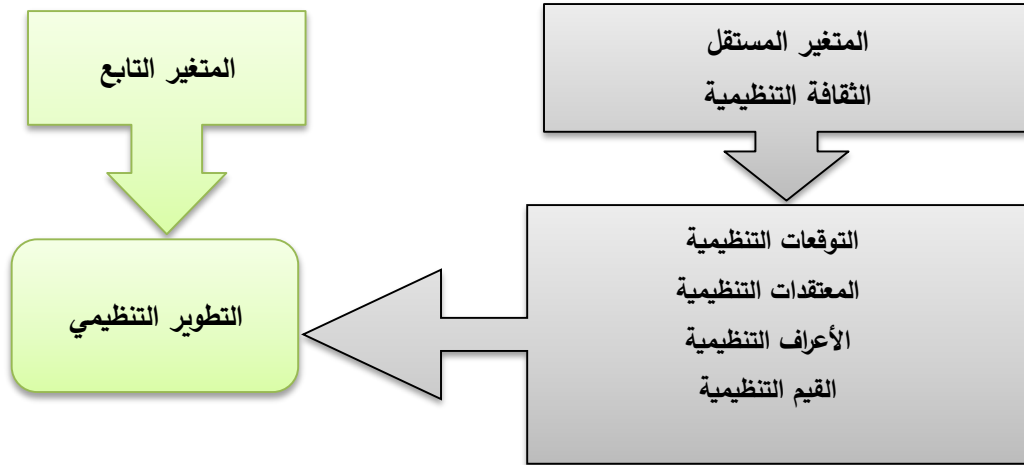 المتغير المستقل
الثقافة التنظيمية
المتغير التابع
التوقعات التنظيمية
المعتقدات التنظيمية
الأعراف التنظيمية
القيم التنظيمية
التطوير التنظيمي